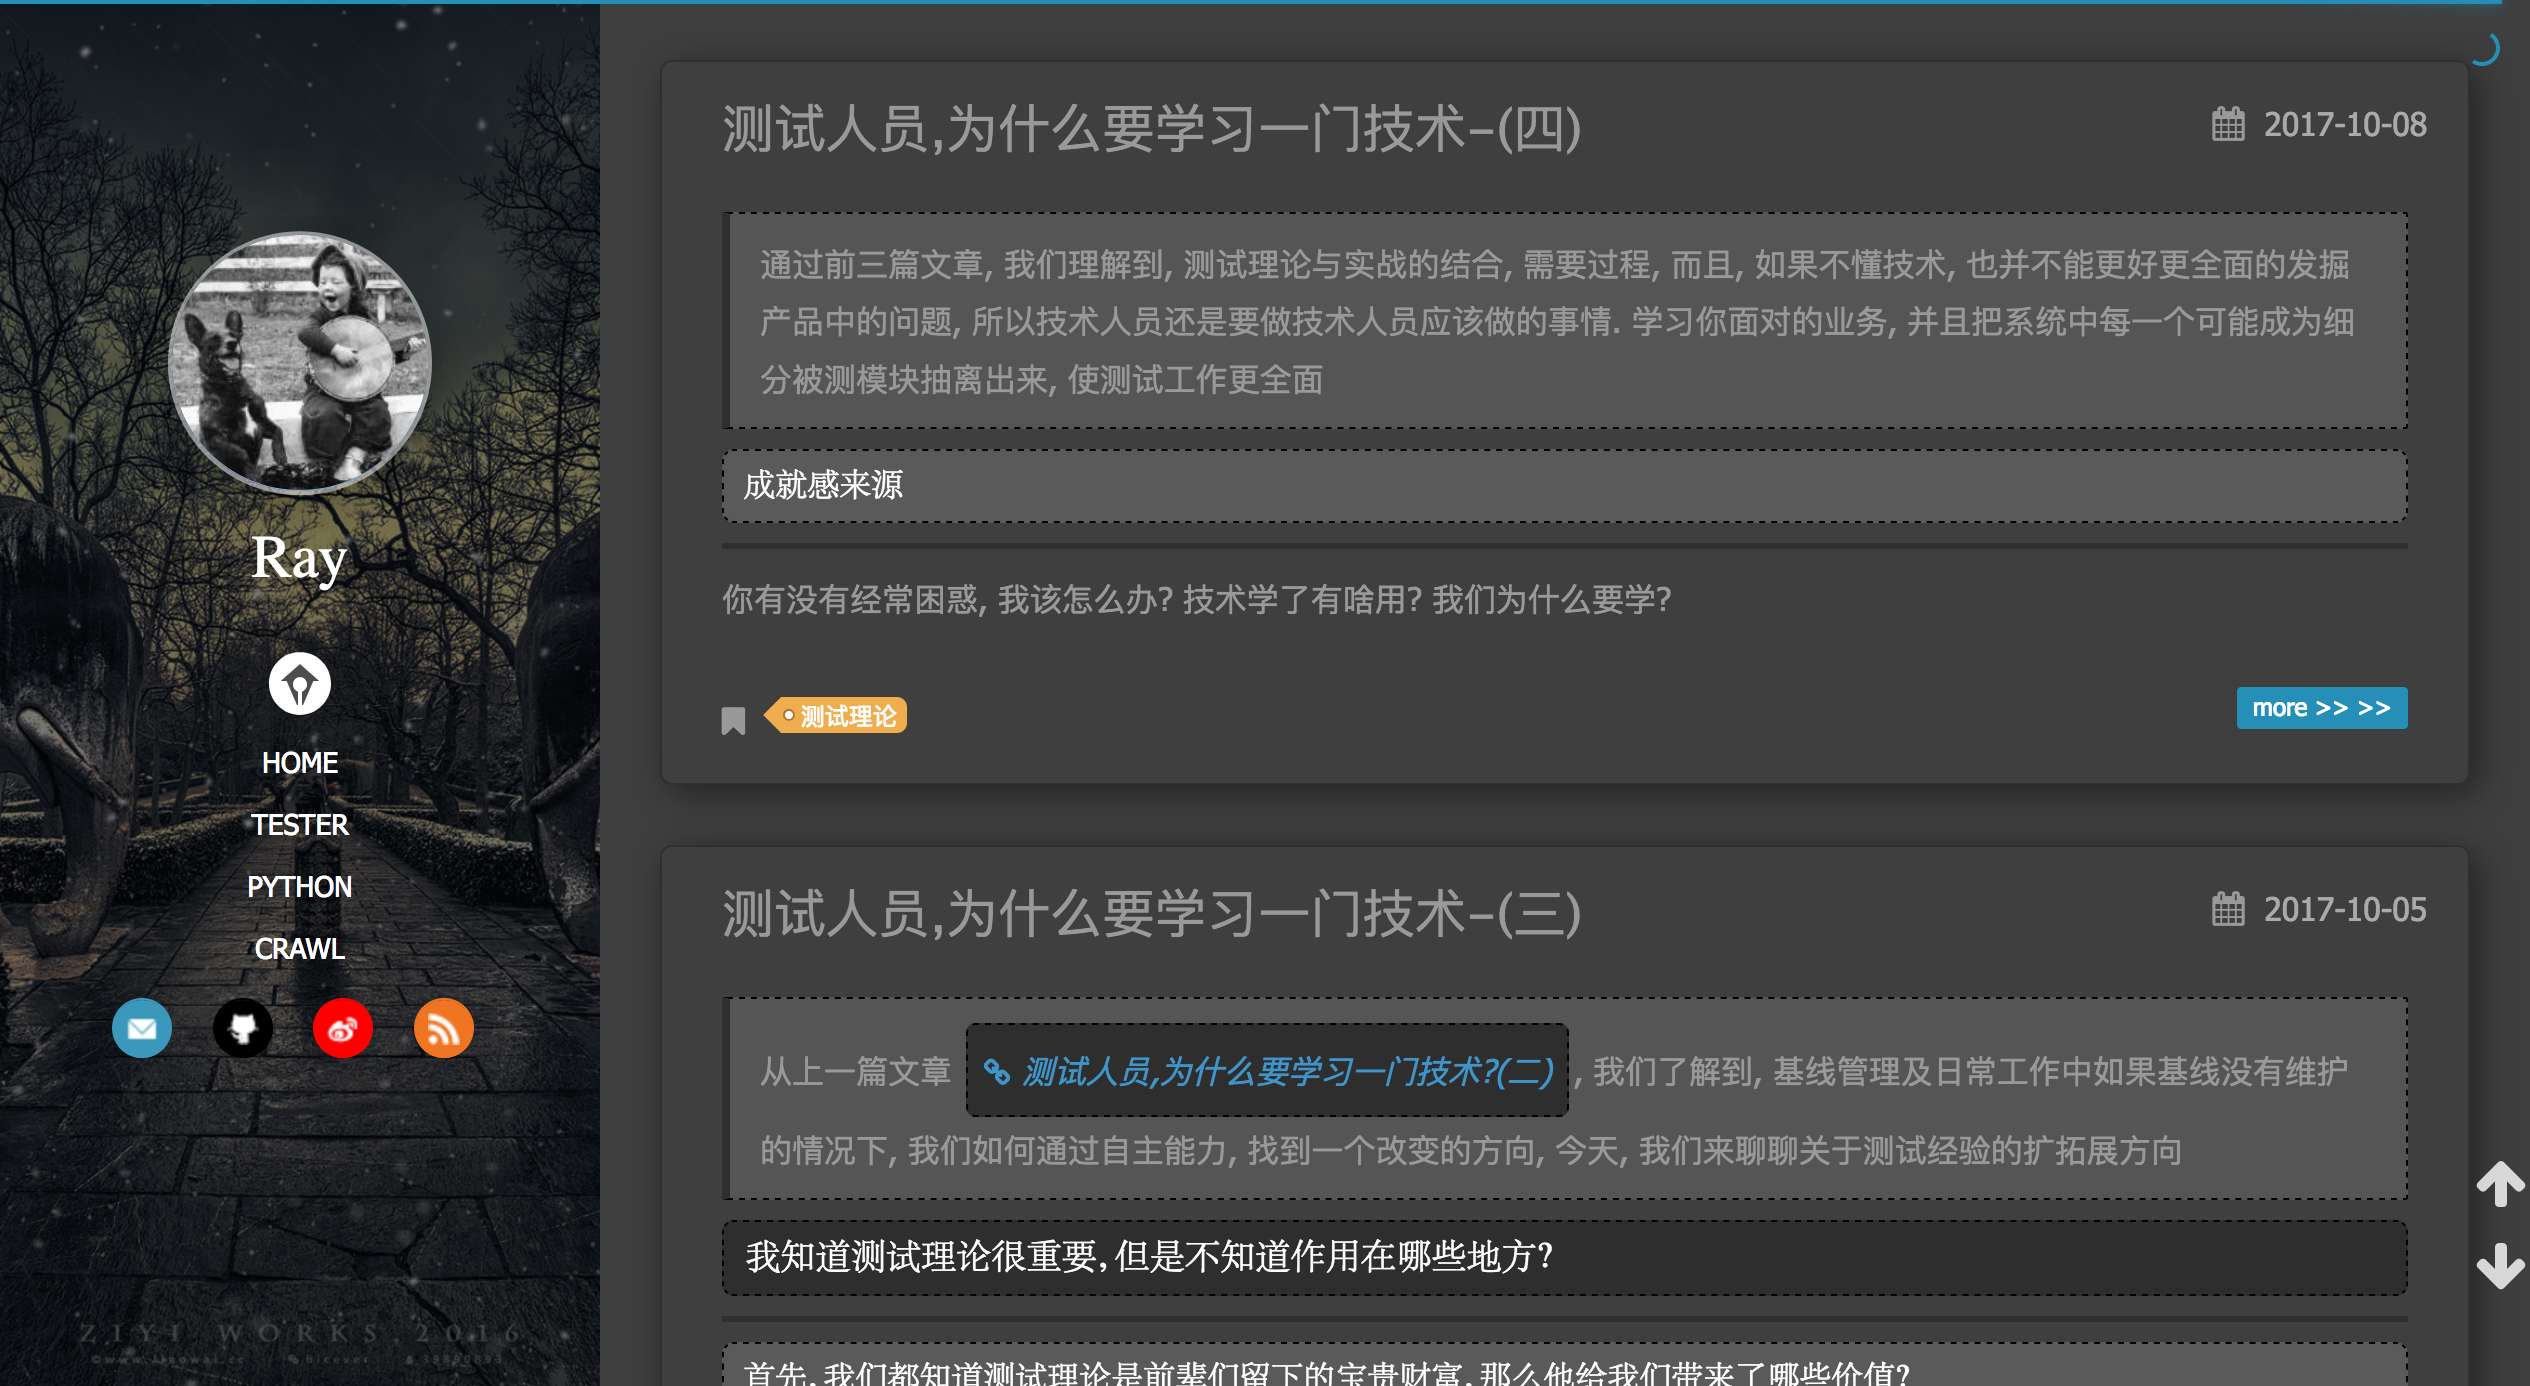 Ray
HOME
TESTER
PYTHON
CRAWL
ZIYI WORKS 2016
测试人员,为什么要学习一门技术-(四)
2017-10-08
通过前三篇文章, 我们理解到, 测试理论与实战的结合, 需要过程, 而且, 如果不懂技术, 也并不能更好更全面的发掘
产品中的问题, 所以技术人员还是要做技术人员应该做的事情. 学习你面对的业务, 并且把系统中每一个可能成为细
分被测模块抽离出来, 使测试工作更全面
成就感来源
你有没有经常困惑, 我该怎么办? 技术学了有啥用? 我们为什么要学?
测试理论
more >> >>
测试人员,为什么要学习一门技术-(三)
2017-10-05
从上一篇文章 测试人员,为什么要学习一门技术?(二) , 我们了解到, 基线管理及日常工作中如果基线没有维护
的情况下, 我们如何通过自主能力, 找到一个改变的方向, 今天, 我们来聊聊关于测试经验的扩拓展方向
我知道测试理论很重要, 但是不知道作用在哪些地方?
首先, 我们都知道测试理论是前辈们留下的宝贵财富, 那么他给我们带来了哪些价值?